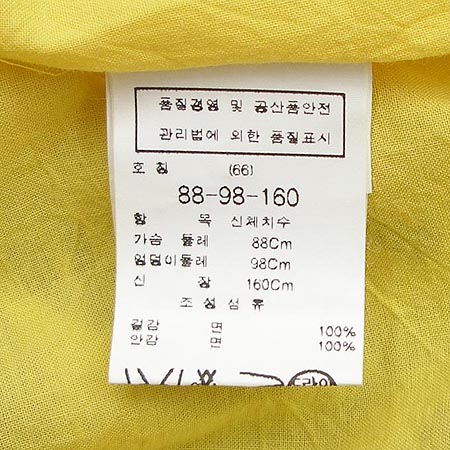 품질경영 및 공산품안전
관리법에 의한 품질표시
호 칭 (66)
88-98-160
항 목 신체치수
가슴 둘레 88Cm
엉덩이둘레 98Cm
신 장 160Cm
조성섬유
겉감 면 100%
안감 면 100%
드라이